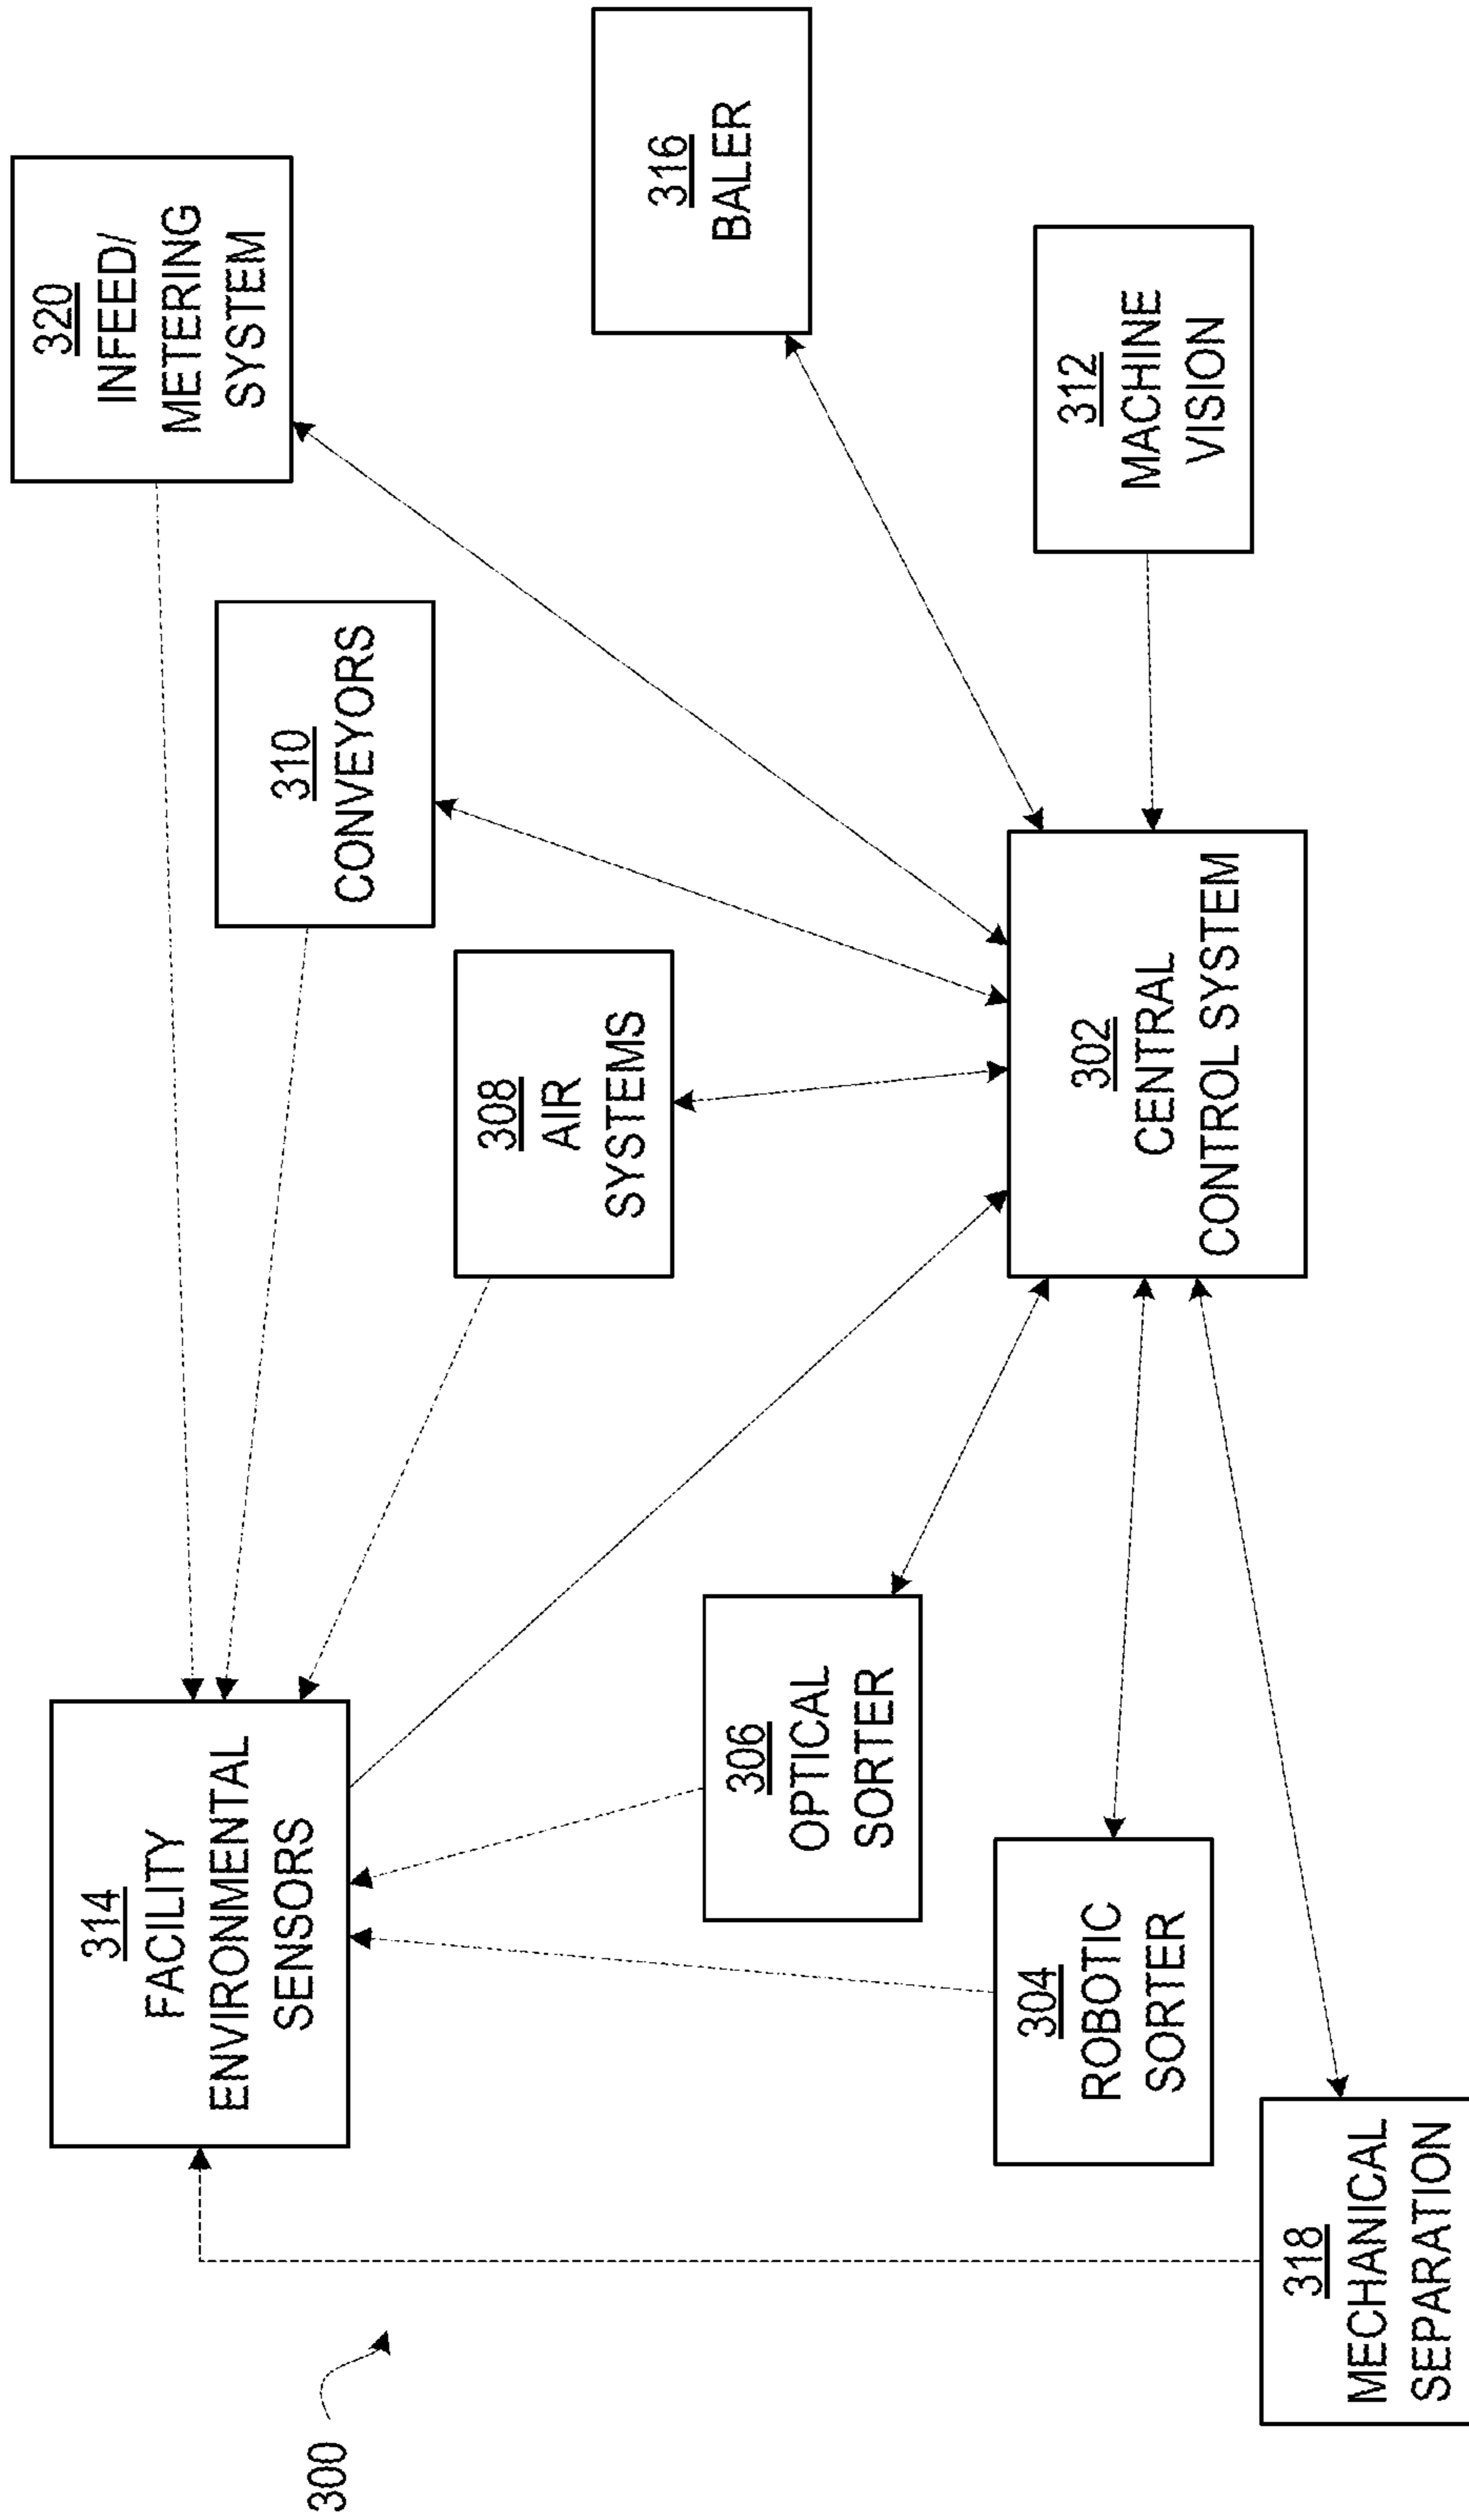 300
314
FACILITY
ENVIRONMENTAL
SENSORS
320
INFEED/
METERING
SYSTEM
310
CONVEYORS
308
AIR
SYSTEMS
316
BALER
306
OPTICAL
SORTER
304
ROBOTIC
SORTER
302
CENTRAL
CONTROL SYSTEM
312
MACHINE
VISION
318
MECHANICAL
SEPARATION